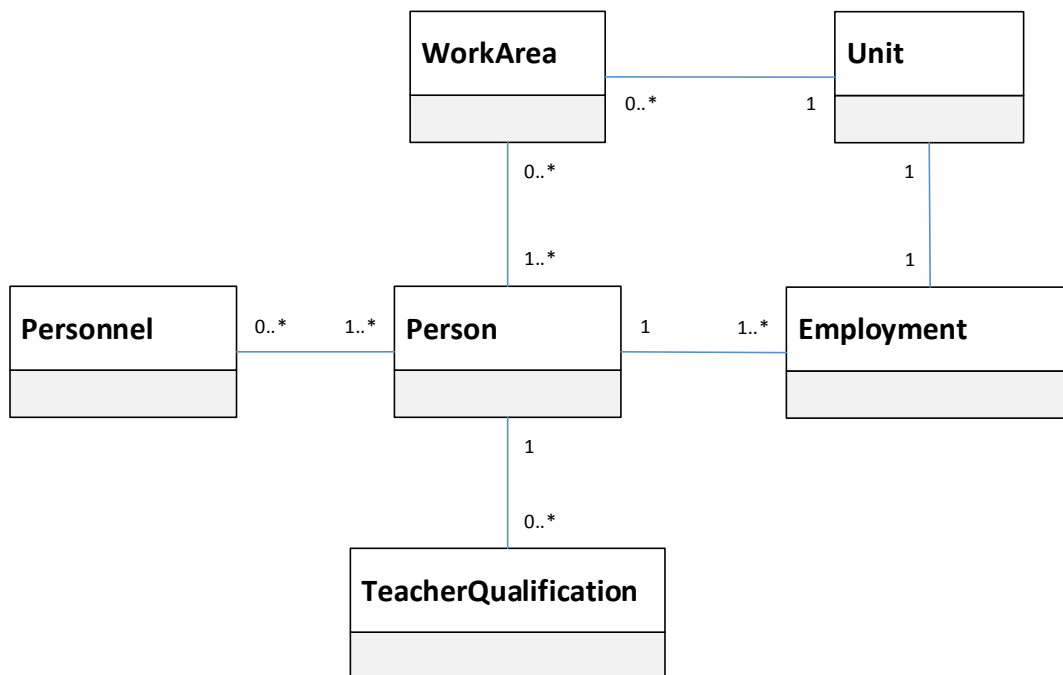 WorkArea
Unit
0..*
1
0..*
1
1..*
1
Personnel
0..*
1..*
Person
1
1..*
Employment
1
0..*
TeacherQualification